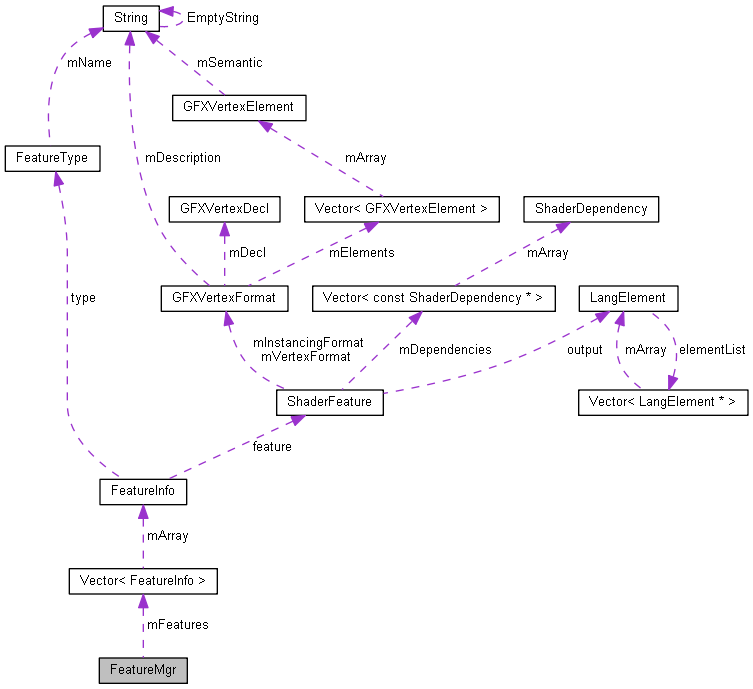 String
EmptyString
mName
mSemantic
GFXVertexElement
FeatureType
mDescription
mArray
GFXVertexDecl
Vector< GFXVertexElement >
ShaderDependency
mDecl
mElements
mArray
type
GFXVertexFormat
Vector< const ShaderDependency * >
LangElement
mInstancingFormat
mVertexFormat
mDependencies
output
mArray
elementList
ShaderFeature
Vector< LangElement * >
feature
FeatureInfo
mArray
Vector< FeatureInfo >
mFeatures
FeatureMgr